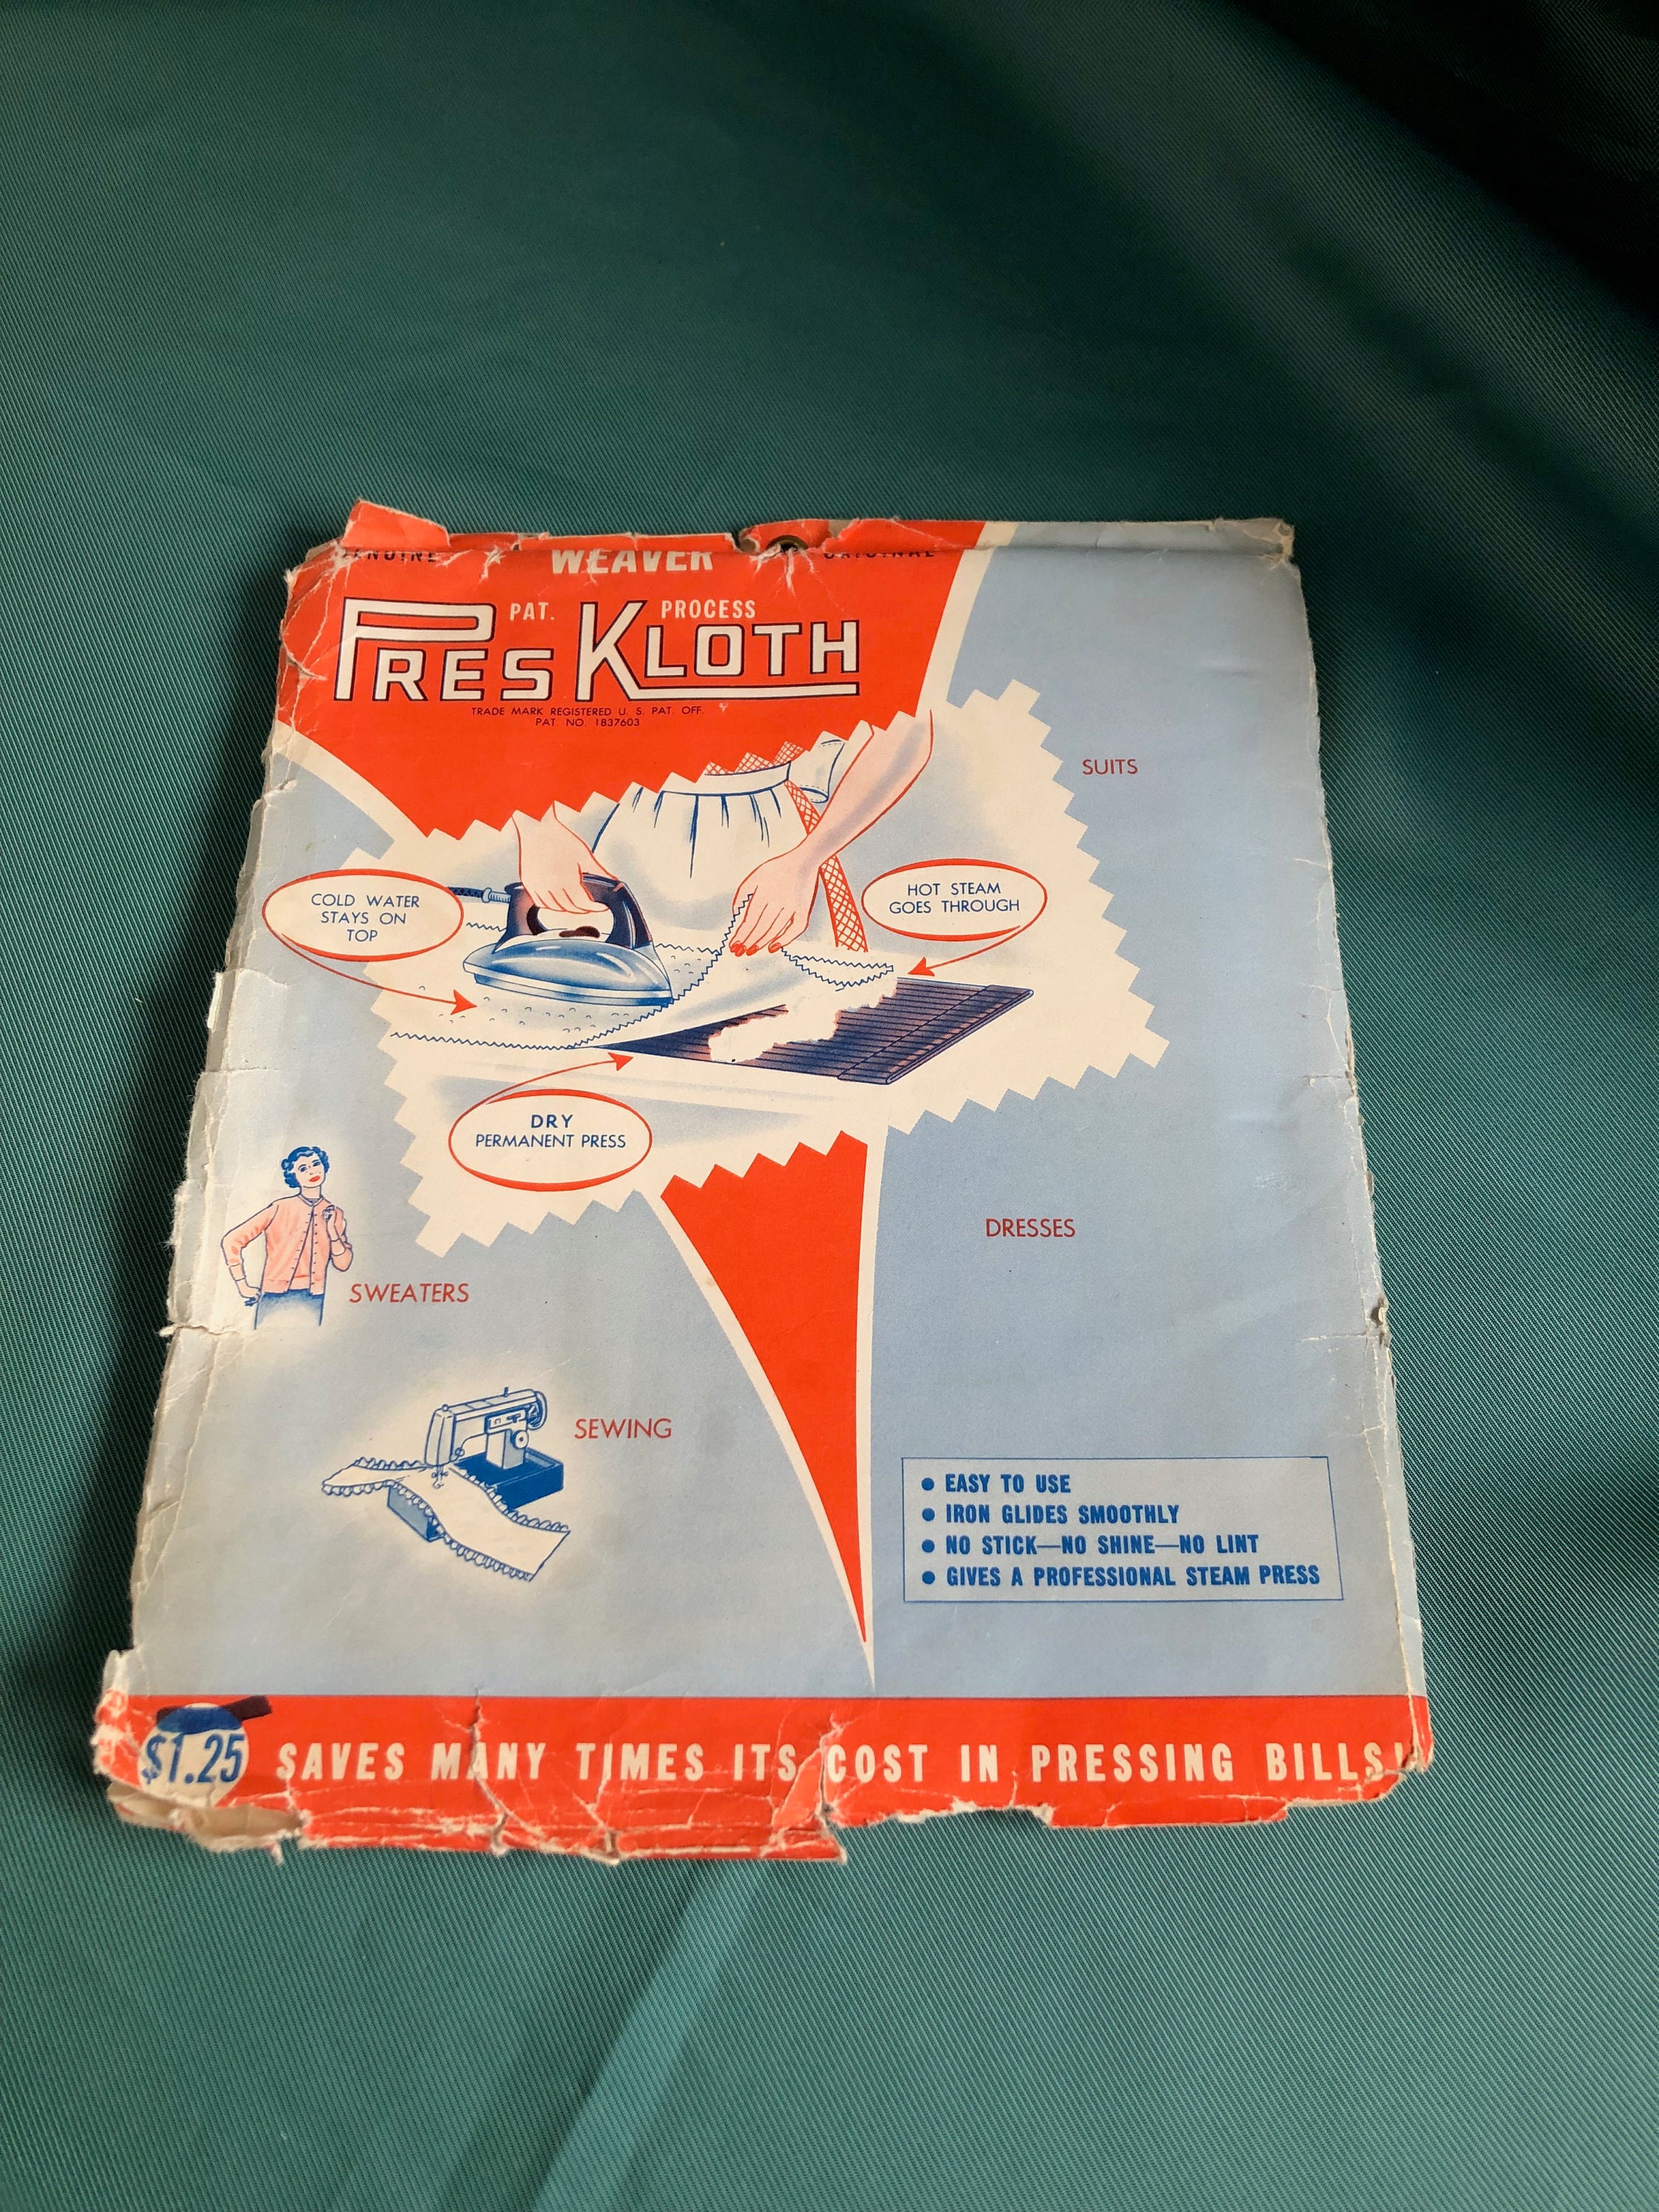 GENUINE WEAVER ORIGINAL
PAT. PROCESS
PRES KLOTH
TRADE MARK REGISTERED U. S. PAT. OFF.
PAT. NO. 1837603
SUITS
COLD WATER
STAYS ON
TOP
HOT STEAM
GOES THROUGH
DRY
PERMANENT PRESS
DRESSES
SWEATERS
SEWING
● EASY TO USE
● IRON GLIDES SMOOTHLY
● NO STICK—NO SHINE—NO LINT
● GIVES A PROFESSIONAL STEAM PRESS
$1.25
SAVES MANY TIMES ITS COST IN PRESSING BILLS!